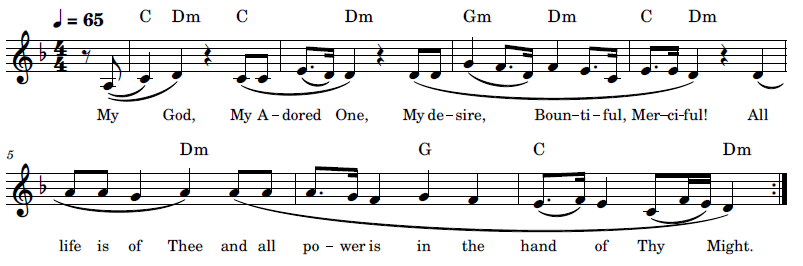 ♩ = 65
C Dm C Dm Gm Dm C Dm
4
4
My God, My A – dored One, My de – sire, Boun – ti – ful, Mer – ci – ful! All
5
Dm G C Dm
life is of Thee and all po – wer is in the hand of Thy Might.